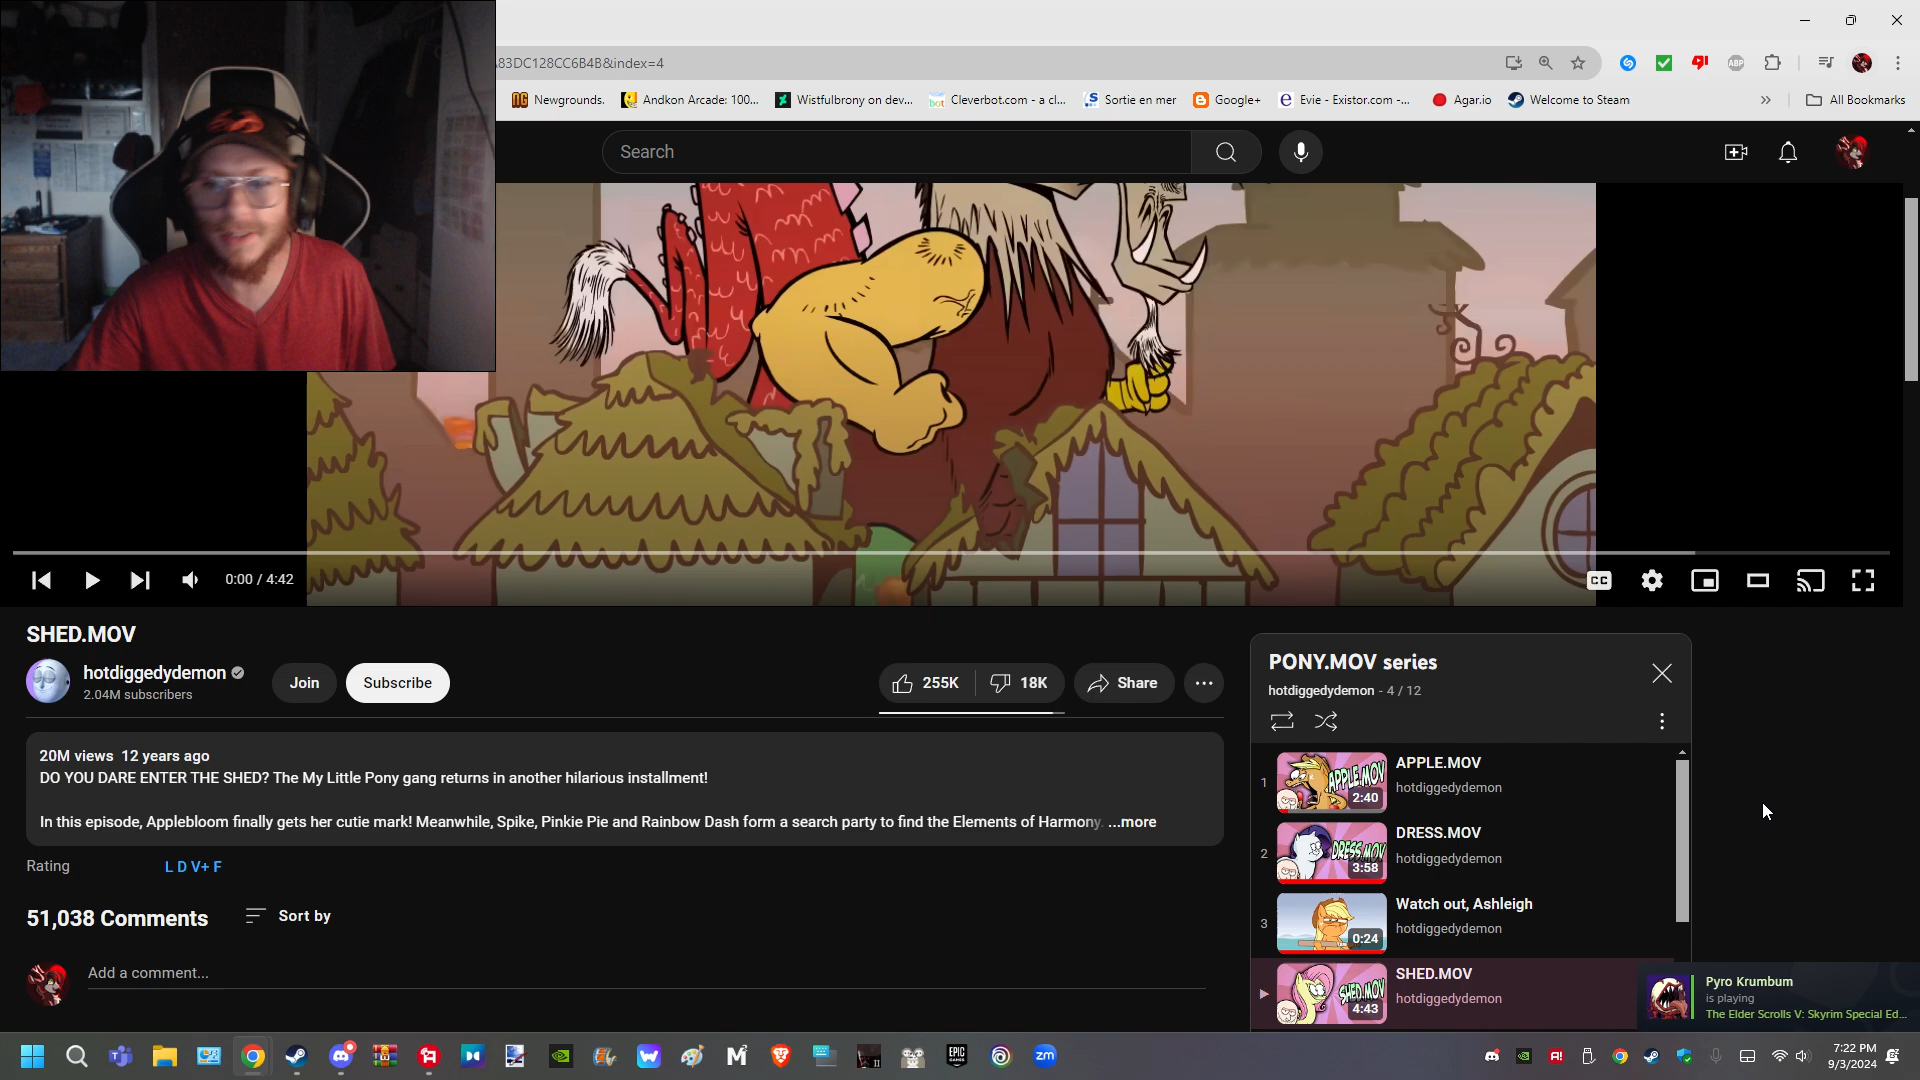 83DC128CC6B4B&index=4
Newgrounds.
Andkon Arcade: 100...
Wistfulbrony on dev...
Cleverbot.com - a cl...
Sortie en mer
Google+
Evie - Existor.com -...
Agar.io
Welcome to Steam
»
All Bookmarks
Search
0:00 / 4:42
CC
SHED.MOV
hotdiggedydemon
2.04M subscribers
Join
Subscribe
255K
18K
Share
20M views 12 years ago
DO YOU DARE ENTER THE SHED? The My Little Pony gang returns in another hilarious installment!
In this episode, Applebloom finally gets her cutie mark! Meanwhile, Spike, Pinkie Pie and Rainbow Dash form a search party to find the Elements of Harmony. ...more
Rating
L D V+ F
51,038 Comments
Sort by
Add a comment...
PONY.MOV series
hotdiggedydemon - 4 / 12
1
APPLE.MOV
2:40
APPLE.MOV
hotdiggedydemon
2
DRESS.MOV
3:58
DRESS.MOV
hotdiggedydemon
3
0:24
Watch out, Ashleigh
hotdiggedydemon
SHED.MOV
4:43
SHED.MOV
hotdiggedydemon
Pyro Krumbum
is playing
The Elder Scrolls V: Skyrim Special Ed...
7:22 PM
9/3/2024